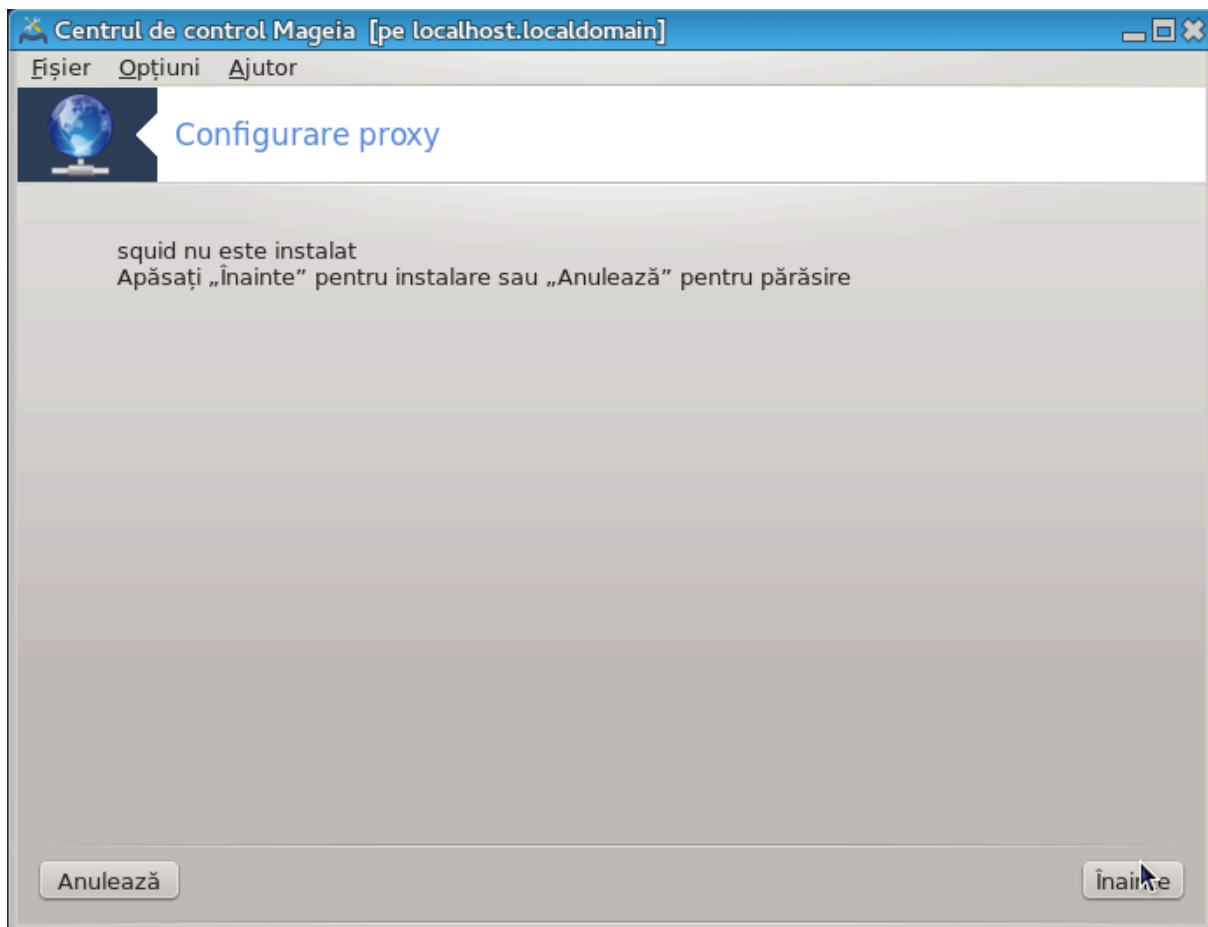 Centrul de control Mageia [pe localhost.localdomain]
Fișier Opțiuni Ajutor
Configurare proxy
squid nu este instalat
Apăsați „Înainte” pentru instalare sau „Anulează” pentru părăsire
Anulează
Înainte